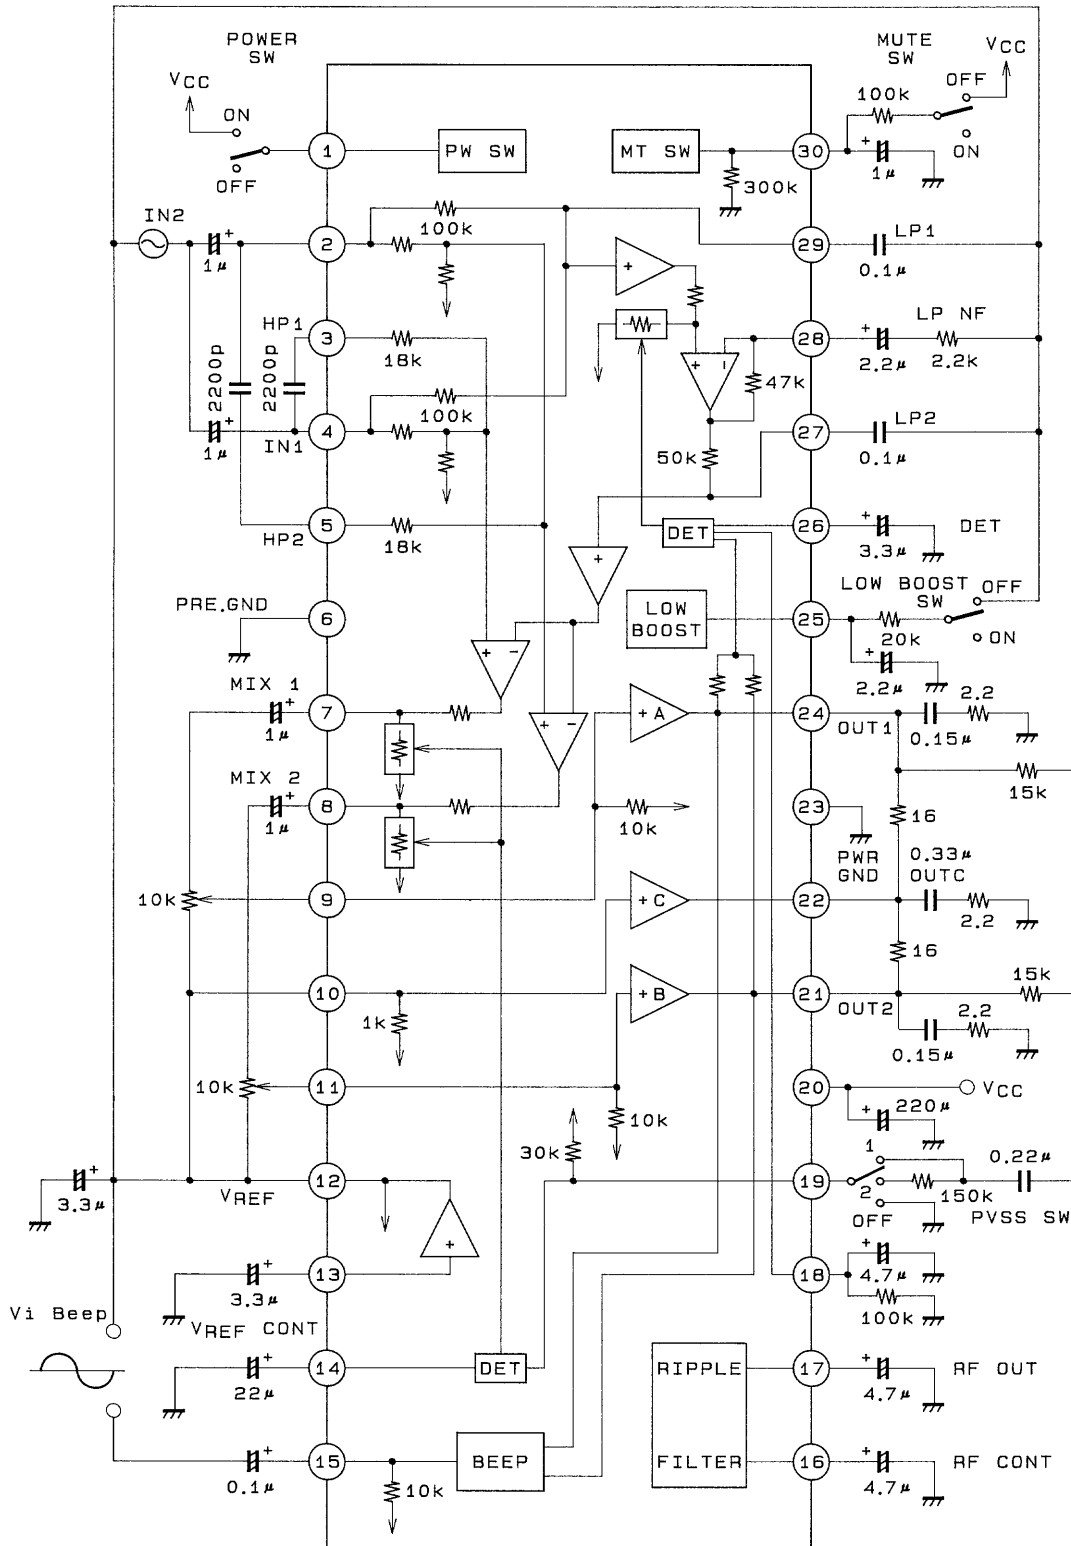 POWER
SW
VCC
ON
OFF
1
PW SW
MUTE
SW
VCC
OFF
100k
ON
MT SW
30
1μ
300k
IN2
+
1μ
2
100k
+
29
LP1
0.1μ
HP1
3
18k
28
+
LP NF
2.2μ
2.2k
2200p
2200p
+ −
47k
100k
+
1μ
4
IN1
27
LP2
0.1μ
50k
5
HP2
18k
DET
26
+
3.3μ
DET
+
PRE.GND
6
LOW
BOOST
25
LOW BOOST
SW
OFF
20k
ON
+
2.2μ
+ −
MIX 1
+
1μ
7
+ −
+ A
24
OUT1
2.2
0.15μ
15k
MIX 2
+
1μ
8
10k
23
PWR
GND
16
0.33μ
OUTC
10k
9
+ C
22
2.2
16
10
1k
+ B
21
OUT2
15k
2.2
0.15μ
10k
11
10k
20
VCC
+
220μ
30k
1
+
3.3μ
VREF
12
19
2
OFF
150k
0.22μ
PVSS SW
+
+
3.3μ
13
18
+
4.7μ
100k
Vi Beep
VREF CONT
+
22μ
14
DET
RIPPLE
FILTER
17
+
4.7μ
RF OUT
+
0.1μ
15
10k
BEEP
16
+
4.7μ
RF CONT